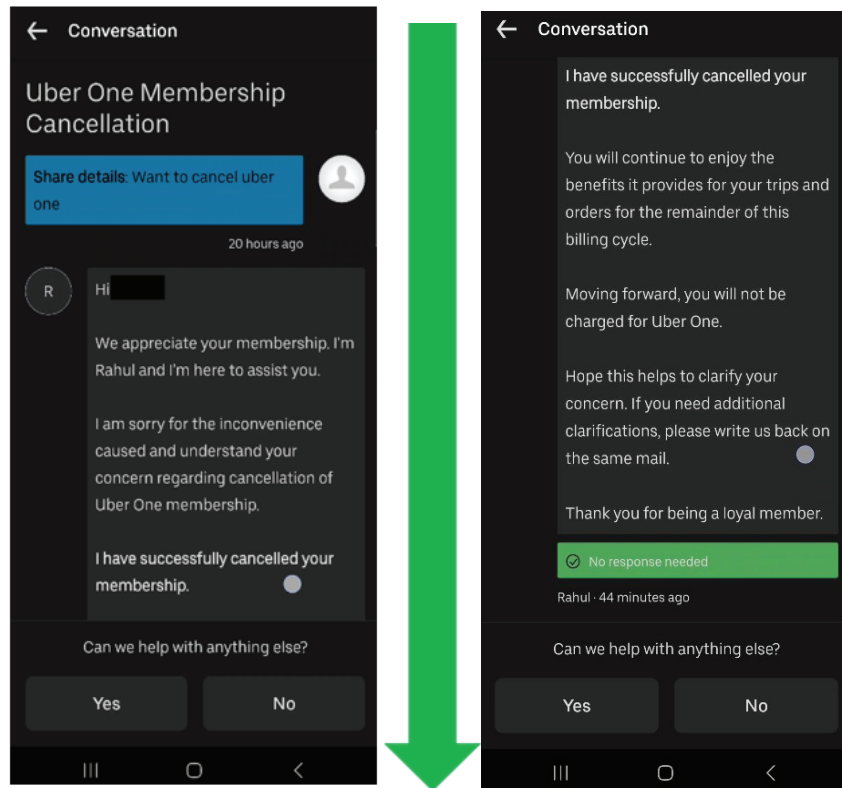 Conversation
Uber One Membership
Cancellation
Share details: Want to cancel uber
one
20 hours ago
R
Hi
We appreciate your membership. I'm
Rahul and I'm here to assist you.
I am sorry for the inconvenience
caused and understand your
concern regarding cancellation of
Uber One membership.
I have successfully cancelled your
membership.
Can we help with anything else?
Yes No
Conversation
I have successfully cancelled your
membership.
You will continue to enjoy the
benefits it provides for your trips and
orders for the remainder of this
billing cycle.
Moving forward, you will not be
charged for Uber One.
Hope this helps to clarify your
concern. If you need additional
clarifications, please write us back on
the same mail.
Thank you for being a loyal member.
No response needed
Rahul · 44 minutes ago
Can we help with anything else?
Yes No